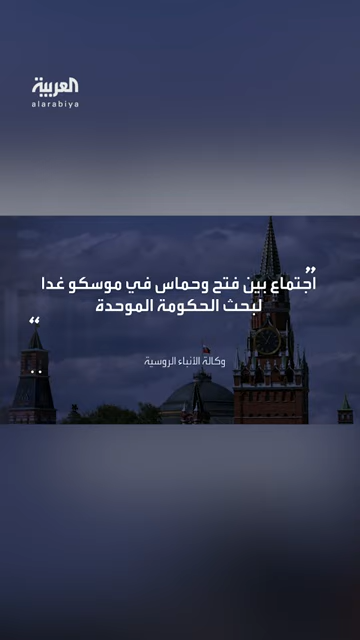 العربية
alarabiya
”اجتماع بين فتح وحماس في موسكو غدا
لبحث الحكومة الموحدة
“
وكالة الأنباء الروسية